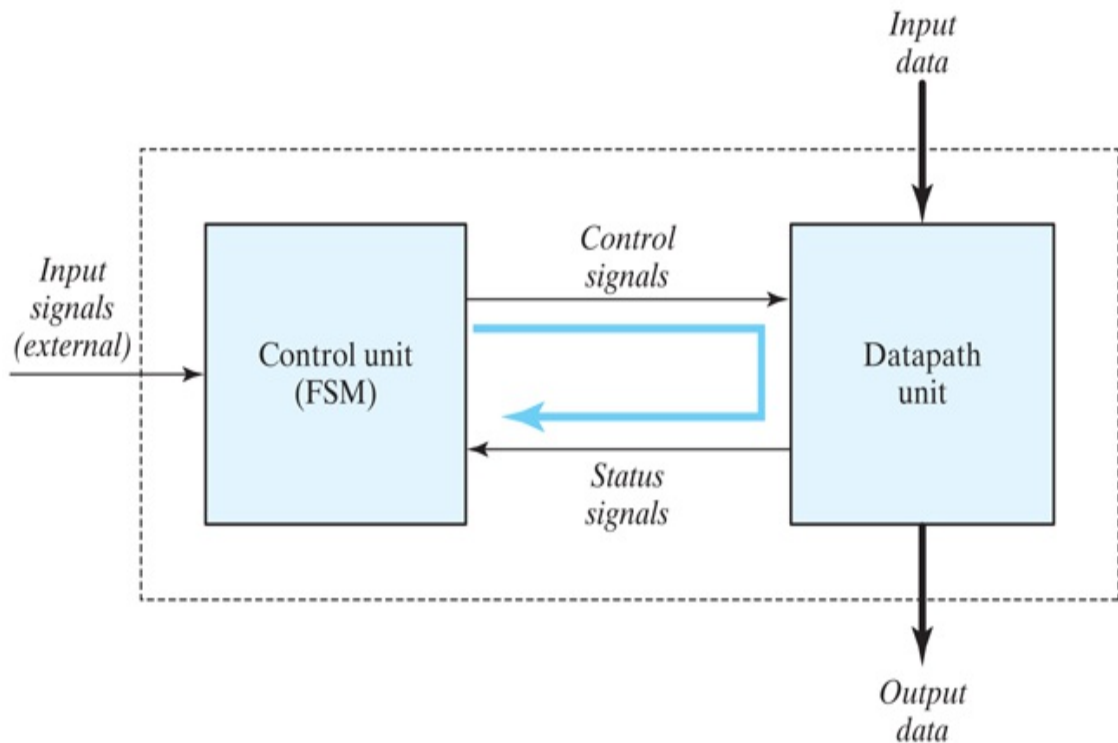 Input
data
Control
signals
Input
signals
(external)
Control unit
(FSM)
Datapath
unit
Status
signals
Output
data